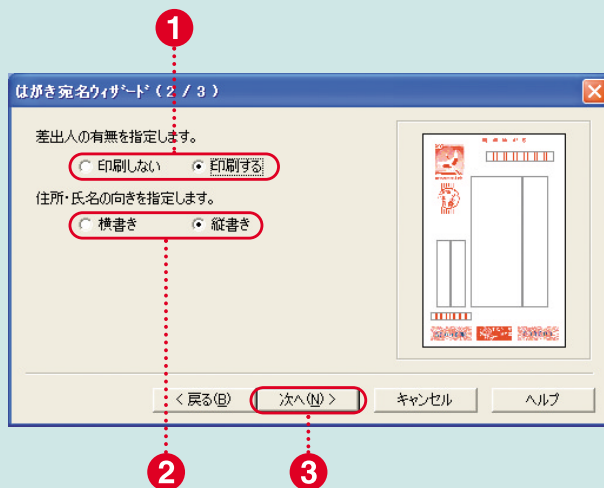 1
はがき宛名ウィザード(2/3)
差出人の有無を指定します。
印刷しない 印刷する
住所・氏名の向きを指定します。
横書き 縦書き
<戻る(B) 次へ(N)> キャンセル ヘルプ
2 3